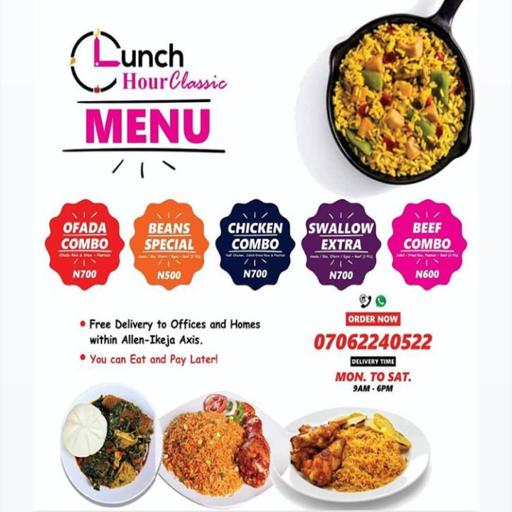 Lunch
Hour Classic
MENU
OFADA
COMBO
N700
BEANS
SPECIAL
N500
CHICKEN
COMBO
N700
SWALLOW
EXTRA
N700
BEEF
COMBO
N600
• Free Delivery to Offices and Homes
within Allen-Ikeja Axis.
• You can Eat and Pay Later!
ORDER NOW
07062240522
DELIVERY TIME
MON. TO SAT.
9AM - 6PM